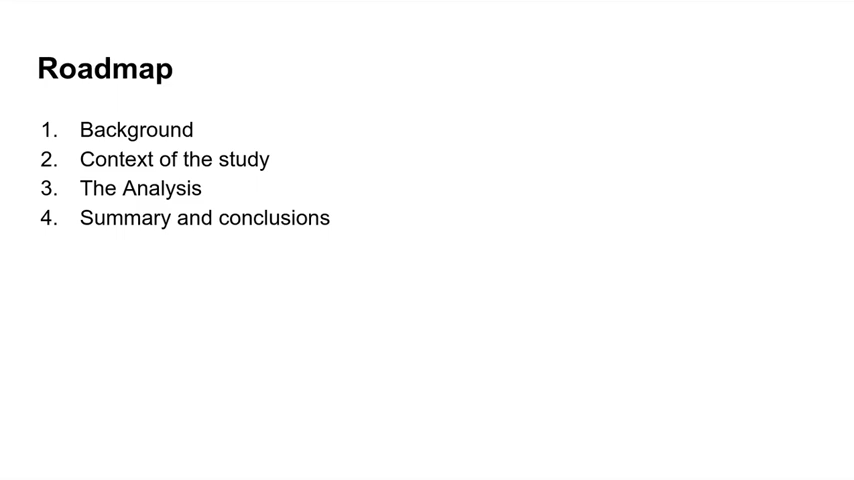 Roadmap
1. Background
2. Context of the study
3. The Analysis
4. Summary and conclusions